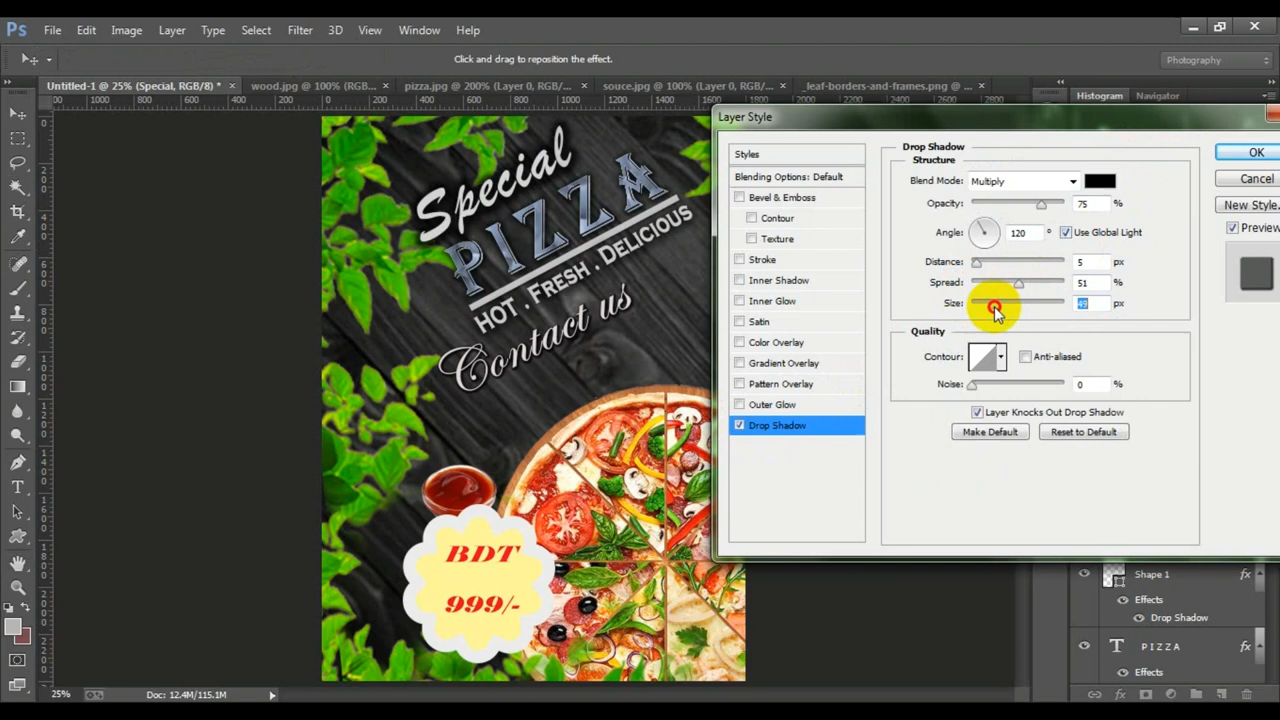 Ps File Edit Image Layer Type Select Filter 3D View Window Help
Click and drag to reposition the effect.
Photography
Untitled-1 @ 25% (Special, RGB/8) *
wood.jpg @ 100% (RGB...
pizza.jpg @ 200% (Layer 0, RGB/...
souce.jpg @ 100% (Layer 0, RGB/...
_leaf-borders-and-frames.png @ ...
Histogram Navigator
Special
PIZZA
HOT . FRESH . DELICIOUS
Contact us
BDT
999/-
Layer Style
Styles
Blending Options: Default
Bevel & Emboss
Contour
Texture
Stroke
Inner Shadow
Inner Glow
Satin
Color Overlay
Gradient Overlay
Pattern Overlay
Outer Glow
Drop Shadow
Drop Shadow
Structure
Blend Mode: Multiply
Opacity: 75 %
Angle: 120 ° Use Global Light
Distance: 5 px
Spread: 51 %
Size: 49 px
Quality
Contour: Anti-aliased
Noise: 0 %
Layer Knocks Out Drop Shadow
Make Default Reset to Default
OK
Cancel
New Style..
Preview
Shape 1 fx
Effects
Drop Shadow
T PIZZA fx
Effects
25% Doc: 12.4M/115.1M